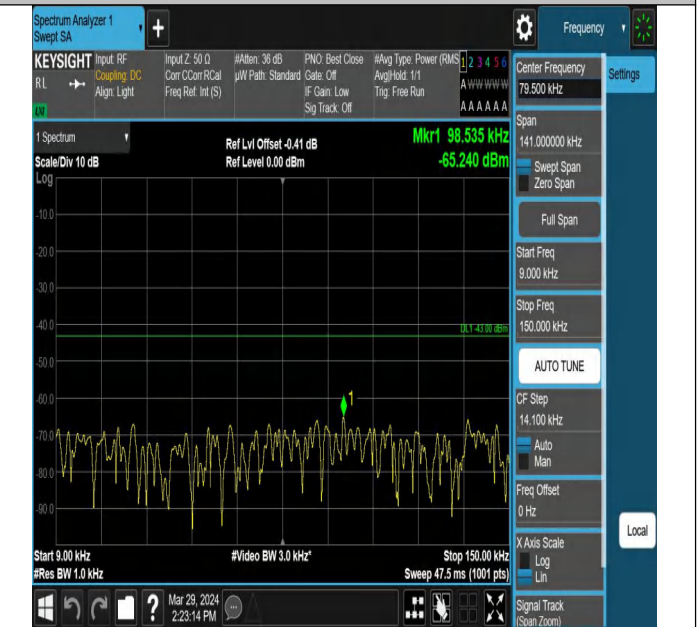 Spectrum Analyzer 1
Swept SA
+
Frequency
KEYSIGHT
RL
Input: RF
Coupling: DC
Align: Light
Input Z: 50 Ω
Corr CCorr RCal
Freq Ref: Int (S)
#Atten: 36 dB
µW Path: Standard
PNO: Best Close
Gate: Off
IF Gain: Low
Sig Track: Off
#Avg Type: Power (RMS
Avg|Hold: 1/1
Trig: Free Run
1 2 3 4 5 6
A W W W W W
A A A A A A
1 Spectrum
Scale/Div 10 dB
Log
Ref Lvl Offset -0.41 dB
Ref Level 0.00 dBm
Mkr1 98.535 kHz
-65.240 dBm
-10.0
-20.0
-30.0
-40.0
DL1 -43.00 dBm
-50.0
-60.0
1
-70.0
-80.0
-90.0
Start 9.00 kHz
#Res BW 1.0 kHz
#Video BW 3.0 kHz*
Stop 150.00 kHz
Sweep 47.5 ms (1001 pts)
?
Mar 29, 2024
2:23:14 PM
Center Frequency
79.500 kHz
Settings
Span
141.000000 kHz
Swept Span
Zero Span
Full Span
Start Freq
9.000 kHz
Stop Freq
150.000 kHz
AUTO TUNE
CF Step
14.100 kHz
Auto
Man
Freq Offset
0 Hz
X Axis Scale
Log
Lin
Local
Signal Track
(Span Zoom)